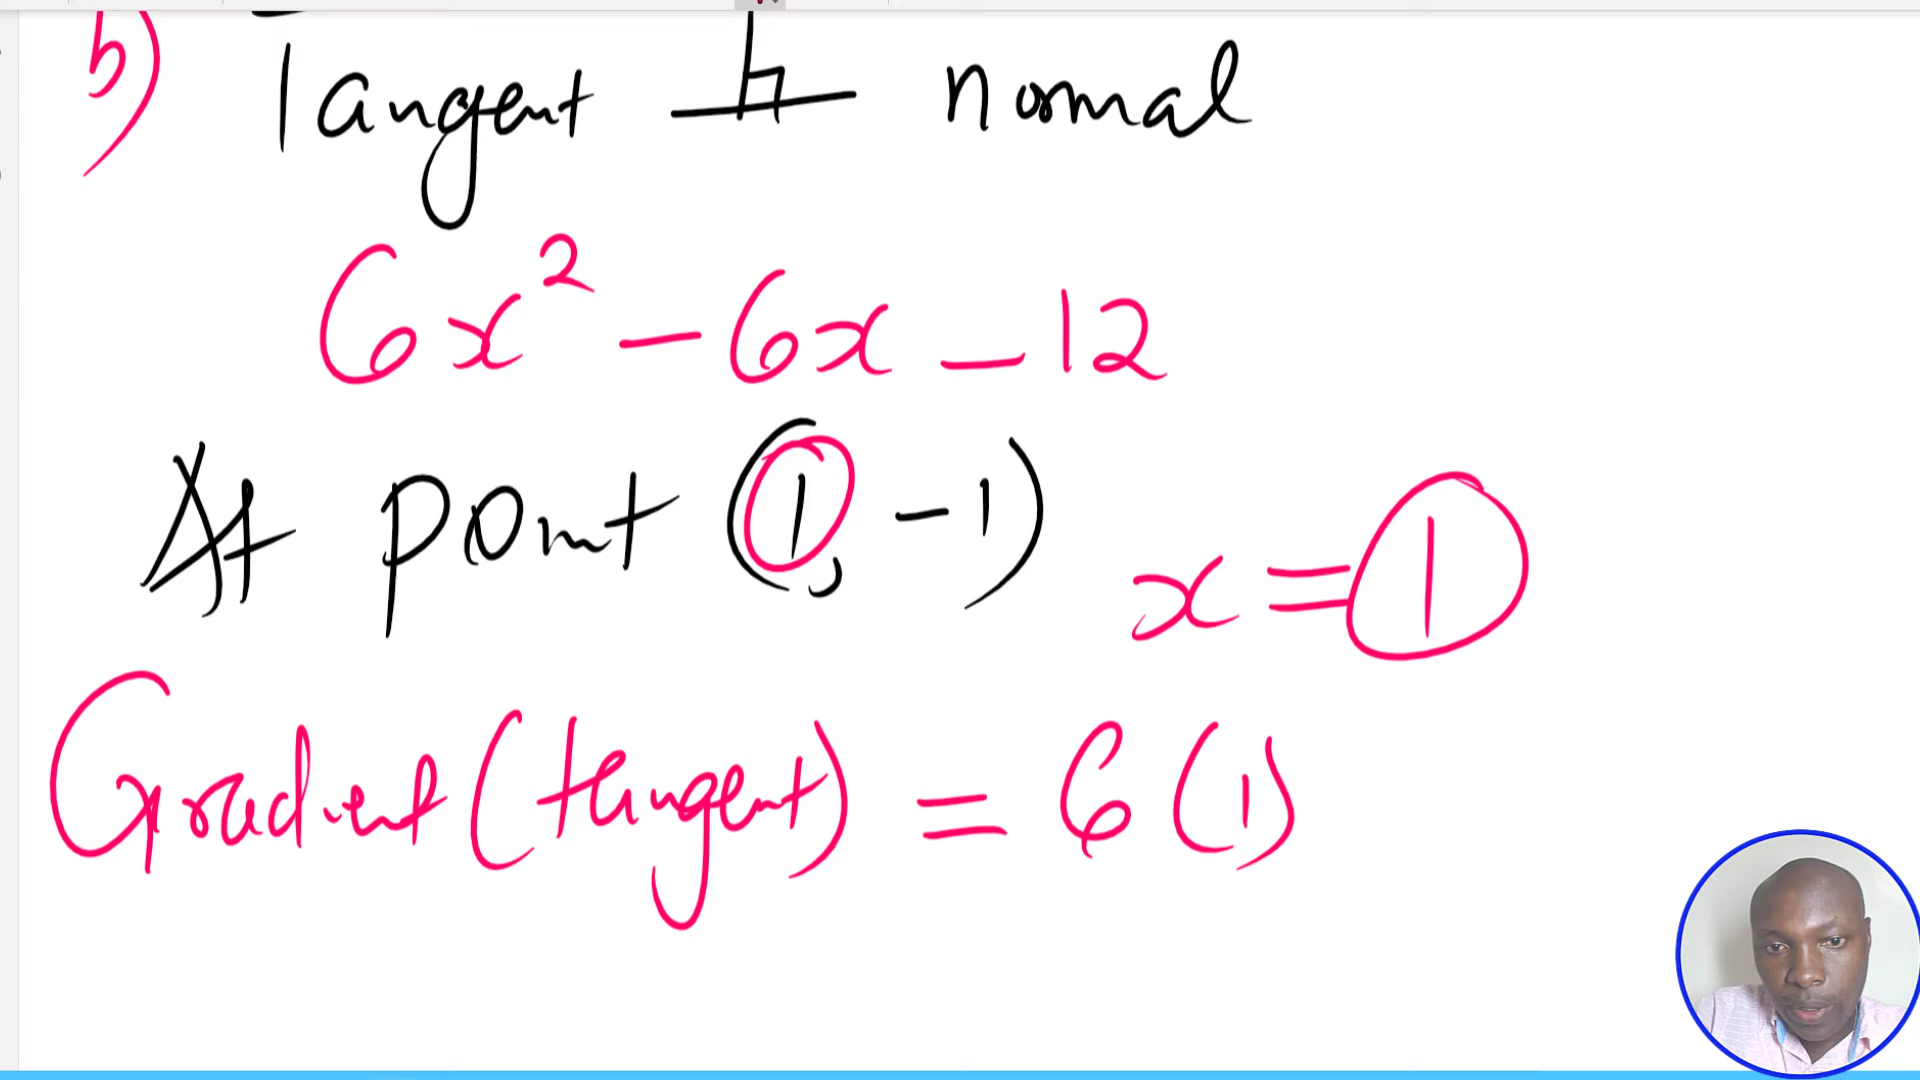 b) Tangent ⊥ normal
6x² - 6x - 12
At point (1, -1) x = 1
Gradient (tangent) = 6(1)